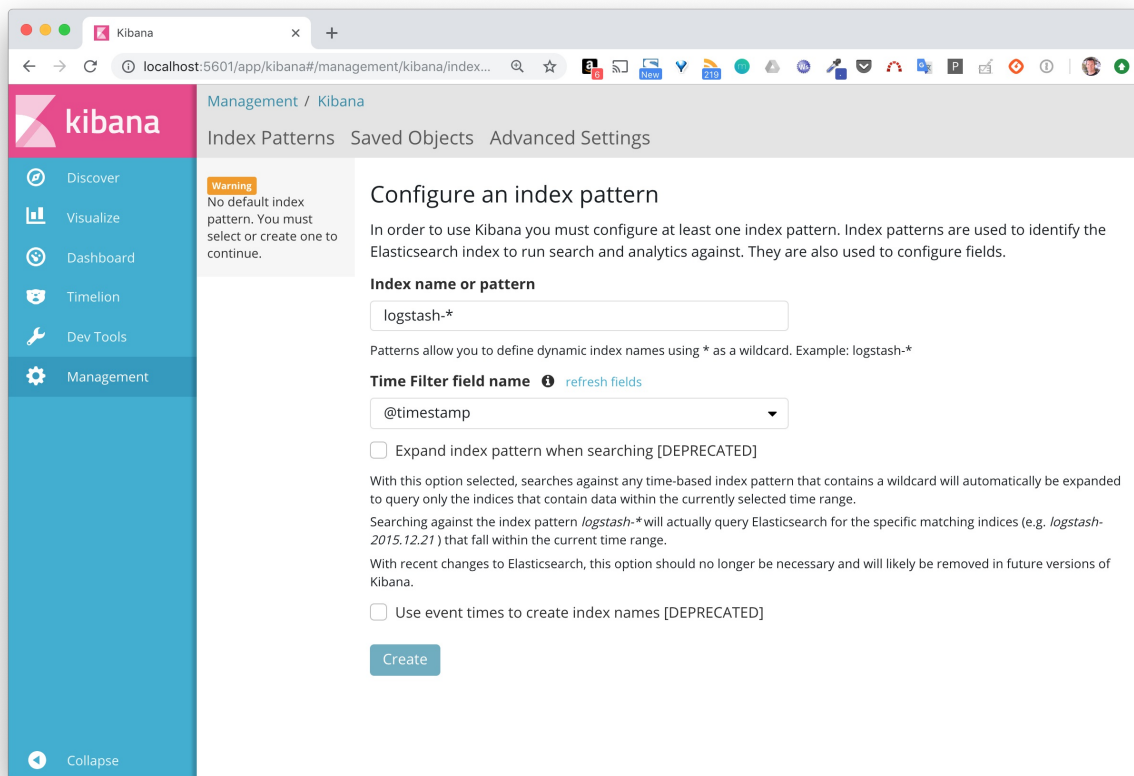 Kibana
localhost:5601/app/kibana#/management/kibana/index...
6
New
219
kibana
Management / Kibana
Index Patterns Saved Objects Advanced Settings
Discover
Visualize
Dashboard
Timelion
Dev Tools
Management
Collapse
Warning
No default index
pattern. You must
select or create one to
continue.
Configure an index pattern
In order to use Kibana you must configure at least one index pattern. Index patterns are used to identify the
Elasticsearch index to run search and analytics against. They are also used to configure fields.
Index name or pattern
logstash-*
Patterns allow you to define dynamic index names using * as a wildcard. Example: logstash-*
Time Filter field name refresh fields
@timestamp
Expand index pattern when searching [DEPRECATED]
With this option selected, searches against any time-based index pattern that contains a wildcard will automatically be expanded
to query only the indices that contain data within the currently selected time range.
Searching against the index pattern logstash-* will actually query Elasticsearch for the specific matching indices (e.g. logstash-
2015.12.21 ) that fall within the current time range.
With recent changes to Elasticsearch, this option should no longer be necessary and will likely be removed in future versions of
Kibana.
Use event times to create index names [DEPRECATED]
Create